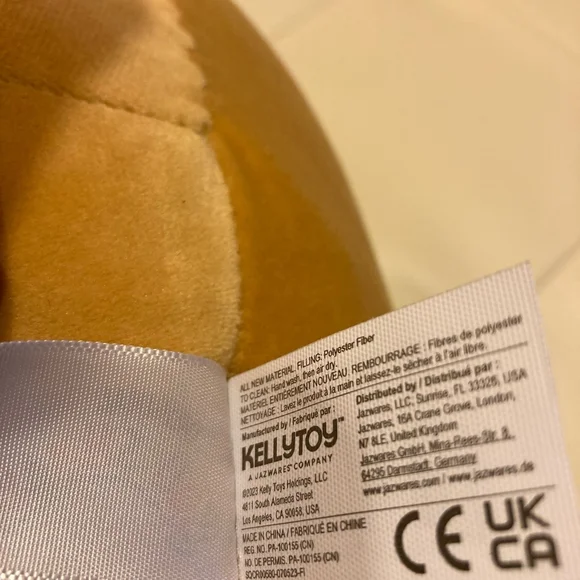 ALL NEW MATERIAL, FILLING: Polyester Fiber
TO CLEAN: Hand wash, then air dry.
MATÉRIEL ENTIÈREMENT NOUVEAU, REMBOURRAGE : Fibres de polyester
NETTOYAGE : Lavez le produit à la main et laissez-le sécher à l'air libre.
Manufactured by / Fabriqué par :
KELLYTOY
A JAZWARES COMPANY
©2023 Kelly Toys Holdings, LLC
4811 South Alameda Street
Los Angeles, CA 90058, USA
MADE IN CHINA / FABRIQUÉ EN CHINE
REG. NO. PA-100155 (CN)
NO. DE PERMIS. PA-100155 (CN)
SQCR00580-070523-FI
Distributed by / Distribué par :
Jazwares, LLC, Sunrise, FL 33326, USA
Jazwares, 16A Crane Grove, London,
N7 8LE, United Kingdom
Jazwares GmbH, Mina-Rees-Str. 8,
64295 Darmstadt, Germany
www.jazwares.com / www.jazwares.de
CE
UK
CA